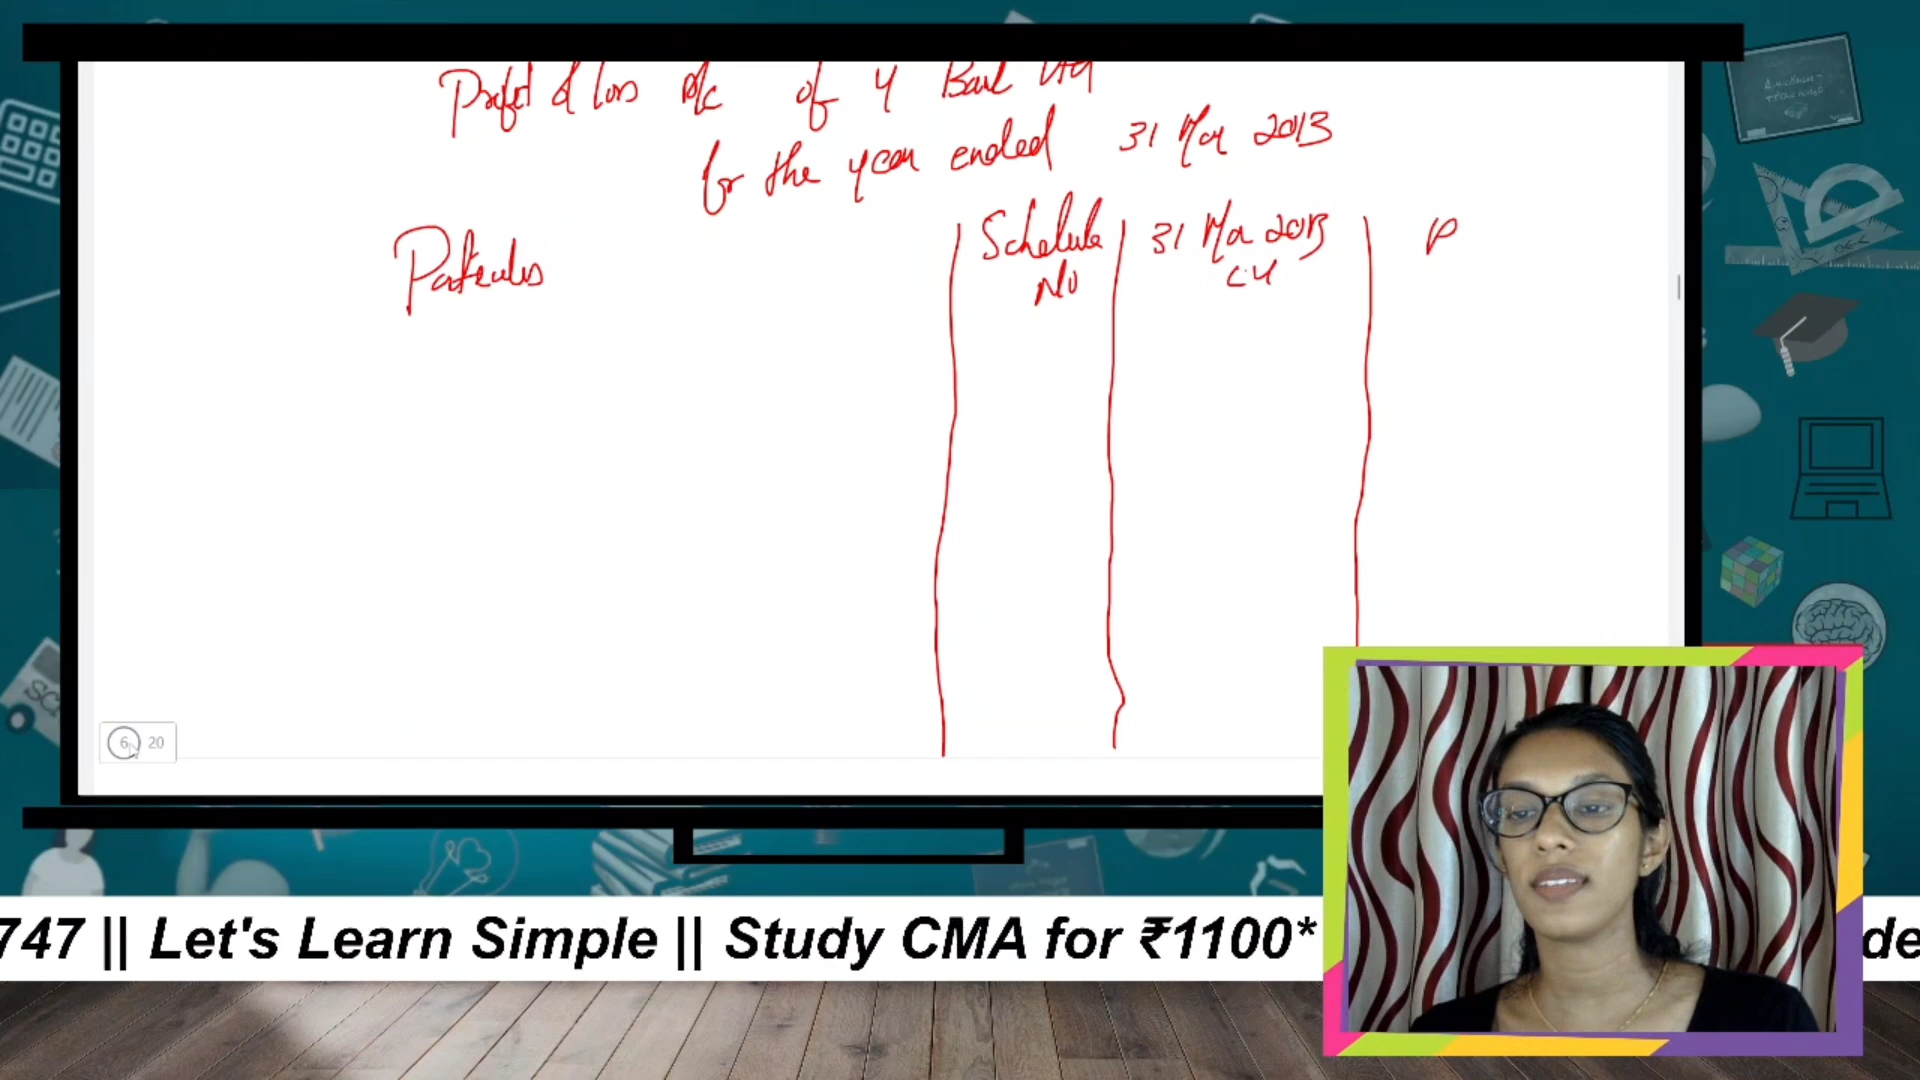 Profit & Loss A/c of Y Bank Ltd
for the year ended 31 Mar 2013
Particulars
Schedule No
31 Mar 2013 C.Y
P
6 20
747 || Let's Learn Simple || Study CMA for ₹1100*
de